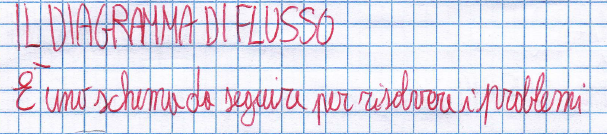 IL DIAGRAMMA DI FLUSSO
È uno schema da seguire per risolvere i problemi